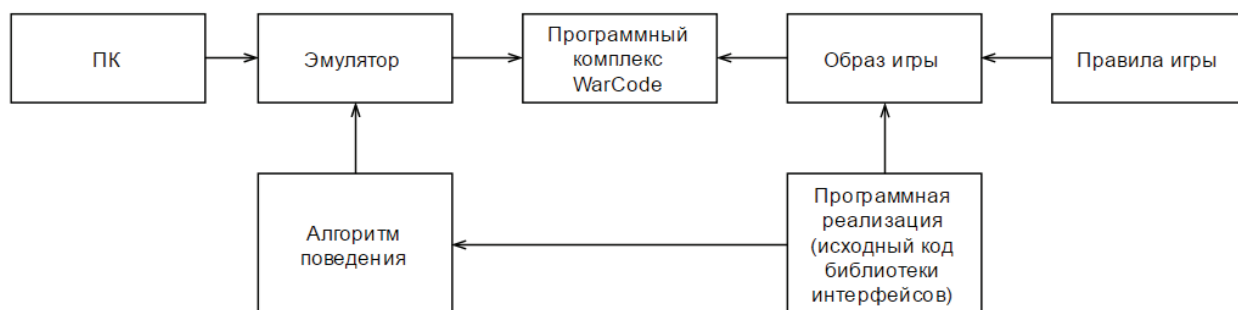 ПК
Эмулятор
Программный
комплекс
WarCode
Образ игры
Правила игры
Алгоритм
поведения
Программная
реализация
(исходный код
библиотеки
интерфейсов)